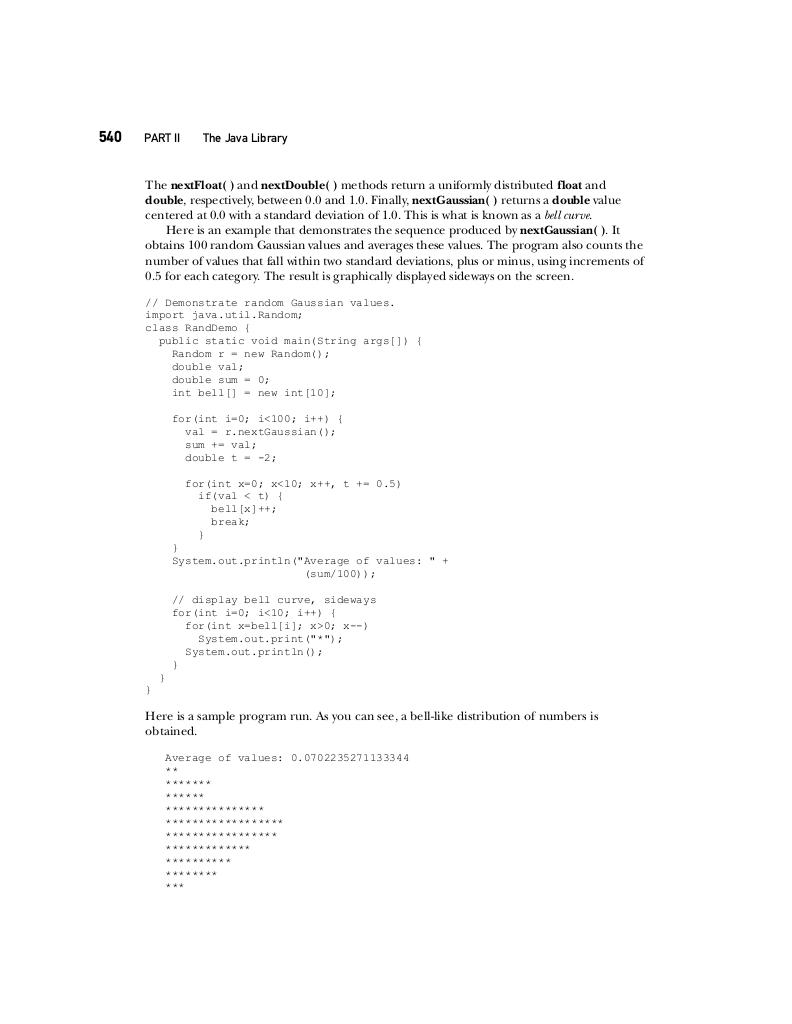 540 PART II The Java Library
The nextFloat( ) and nextDouble( ) methods return a uniformly distributed float and
double, respectively, between 0.0 and 1.0. Finally, nextGaussian( ) returns a double value
centered at 0.0 with a standard deviation of 1.0. This is what is known as a bell curve.
Here is an example that demonstrates the sequence produced by nextGaussian( ). It
obtains 100 random Gaussian values and averages these values. The program also counts the
number of values that fall within two standard deviations, plus or minus, using increments of
0.5 for each category. The result is graphically displayed sideways on the screen.
// Demonstrate random Gaussian values.
import java.util.Random;
class RandDemo {
  public static void main(String args[]) {
    Random r = new Random();
    double val;
    double sum = 0;
    int bell[] = new int[10];

    for(int i=0; i<100; i++) {
      val = r.nextGaussian();
      sum += val;
      double t = -2;

      for(int x=0; x<10; x++, t += 0.5)
        if(val < t) {
          bell[x]++;
          break;
        }
    }
    System.out.println("Average of values: " +
                        (sum/100));

    // display bell curve, sideways
    for(int i=0; i<10; i++) {
      for(int x=bell[i]; x>0; x--)
        System.out.print("*");
      System.out.println();
    }
  }
}
Here is a sample program run. As you can see, a bell-like distribution of numbers is
obtained.
Average of values: 0.0702235271133344
**
*******
******
***************
******************
*****************
*************
**********
********
***